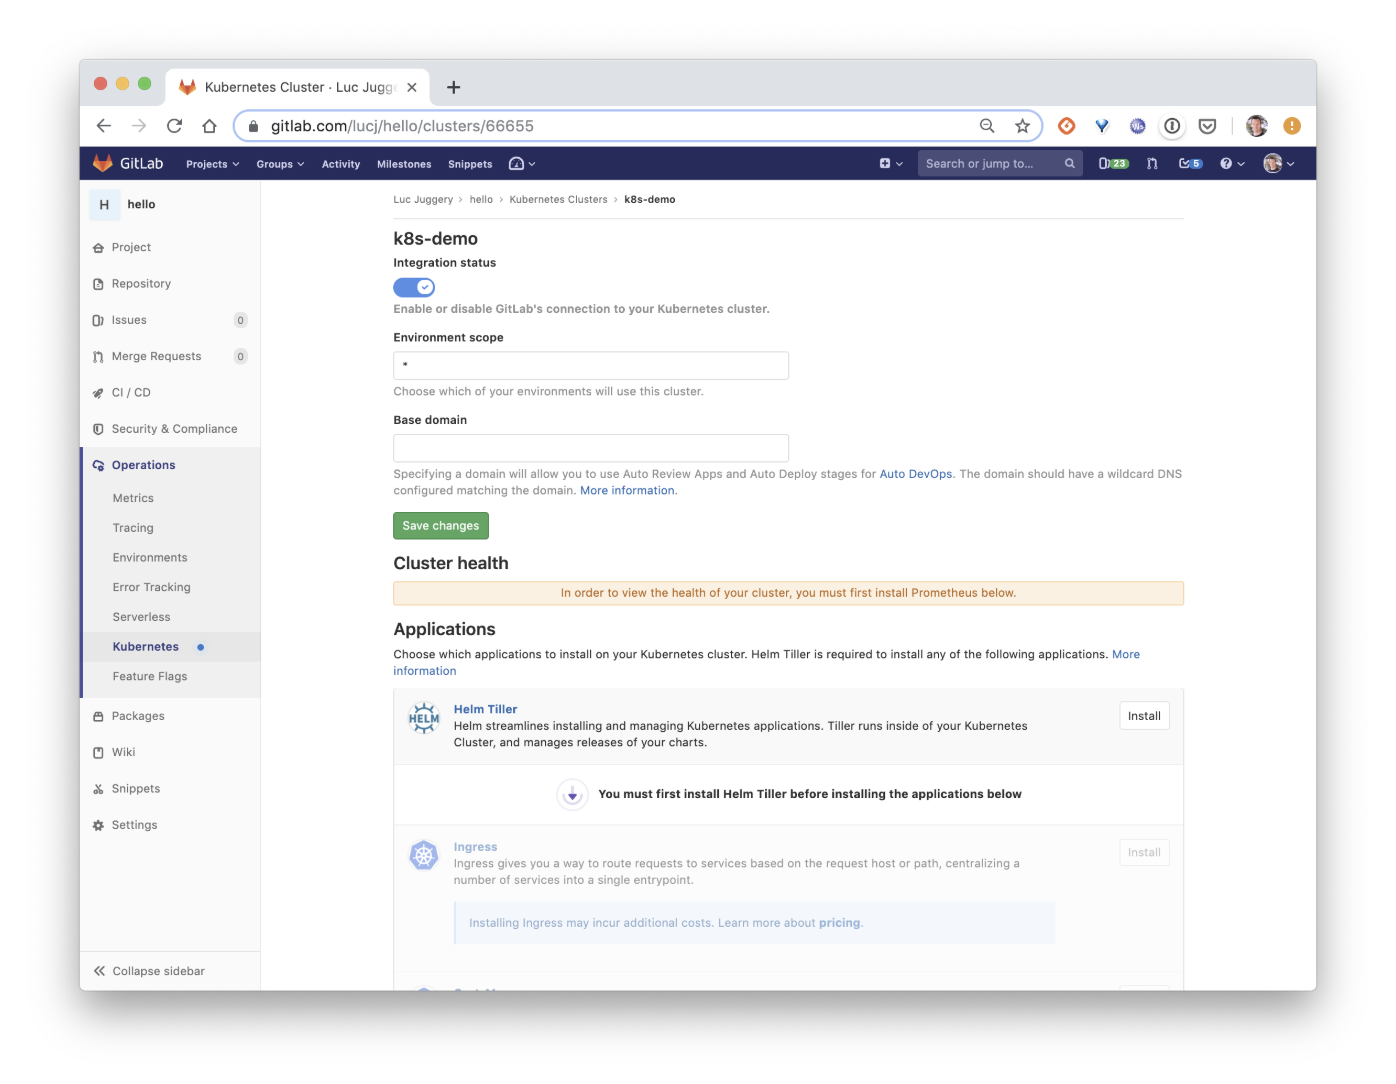 Kubernetes Cluster · Luc Jugg
gitlab.com/lucj/hello/clusters/66655
GitLab
Projects
Groups
Activity
Milestones
Snippets
Search or jump to...
23
5
H
hello
Project
Repository
Issues
0
Merge Requests
0
CI / CD
Security & Compliance
Operations
Metrics
Tracing
Environments
Error Tracking
Serverless
Kubernetes
Feature Flags
Packages
Wiki
Snippets
Settings
Collapse sidebar
Luc Juggery > hello > Kubernetes Clusters > k8s-demo
k8s-demo
Integration status
Enable or disable GitLab's connection to your Kubernetes cluster.
Environment scope
*
Choose which of your environments will use this cluster.
Base domain
Specifying a domain will allow you to use Auto Review Apps and Auto Deploy stages for Auto DevOps. The domain should have a wildcard DNS
configured matching the domain. More information.
Save changes
Cluster health
In order to view the health of your cluster, you must first install Prometheus below.
Applications
Choose which applications to install on your Kubernetes cluster. Helm Tiller is required to install any of the following applications. More
information
HELM
Helm Tiller
Helm streamlines installing and managing Kubernetes applications. Tiller runs inside of your Kubernetes
Cluster, and manages releases of your charts.
Install
You must first install Helm Tiller before installing the applications below
Ingress
Ingress gives you a way to route requests to services based on the request host or path, centralizing a
number of services into a single entrypoint.
Install
Installing Ingress may incur additional costs. Learn more about pricing.